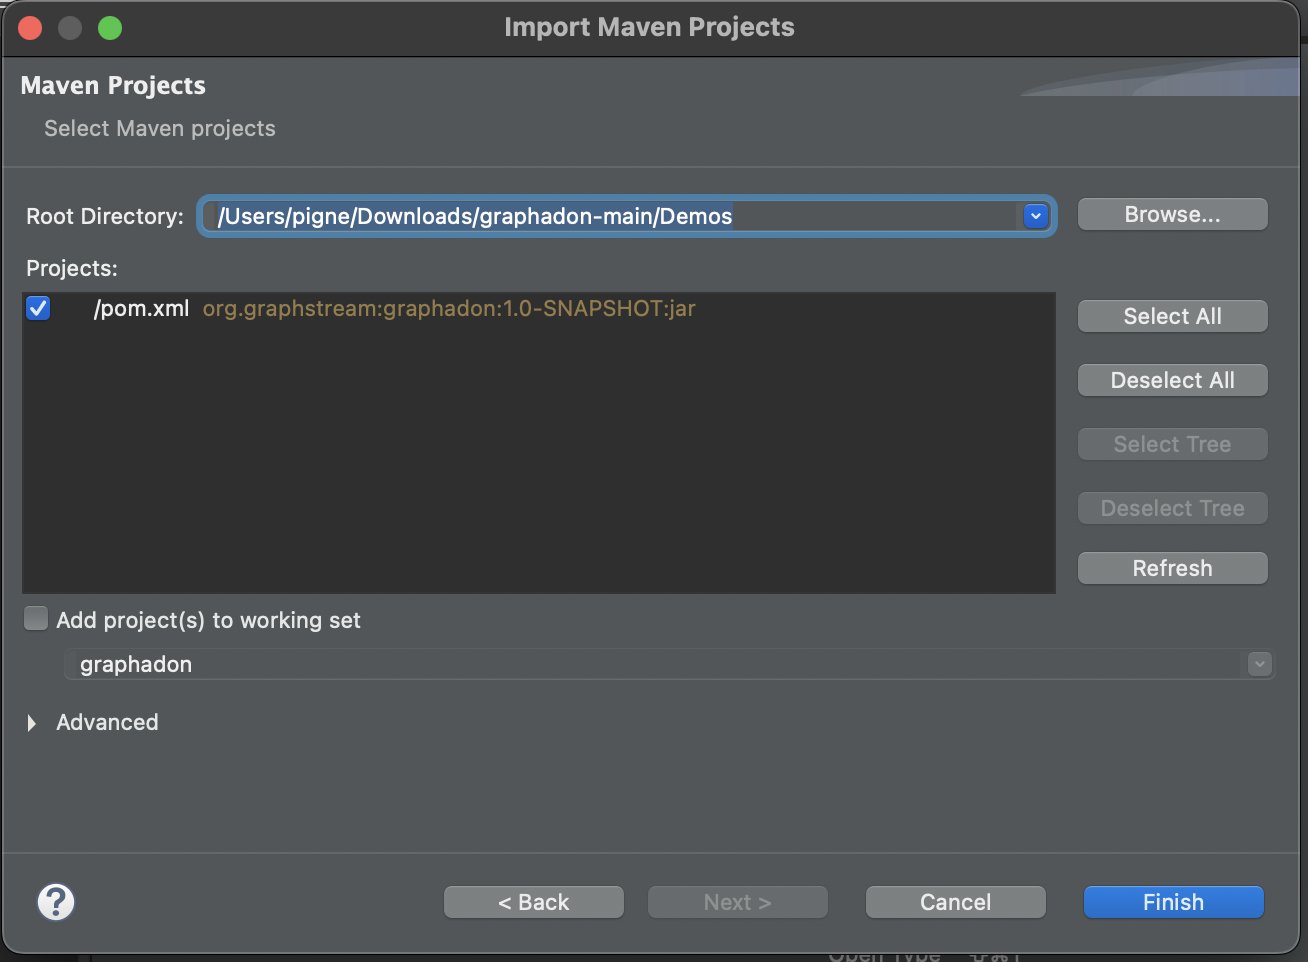 Import Maven Projects
Maven Projects
Select Maven projects
Root Directory: /Users/pigne/Downloads/graphadon-main/Demos Browse...
Projects:
/pom.xml org.graphstream:graphadon:1.0-SNAPSHOT:jar
Select All
Deselect All
Select Tree
Deselect Tree
Refresh
Add project(s) to working set
graphadon
Advanced
? < Back Next > Cancel Finish
Open Type